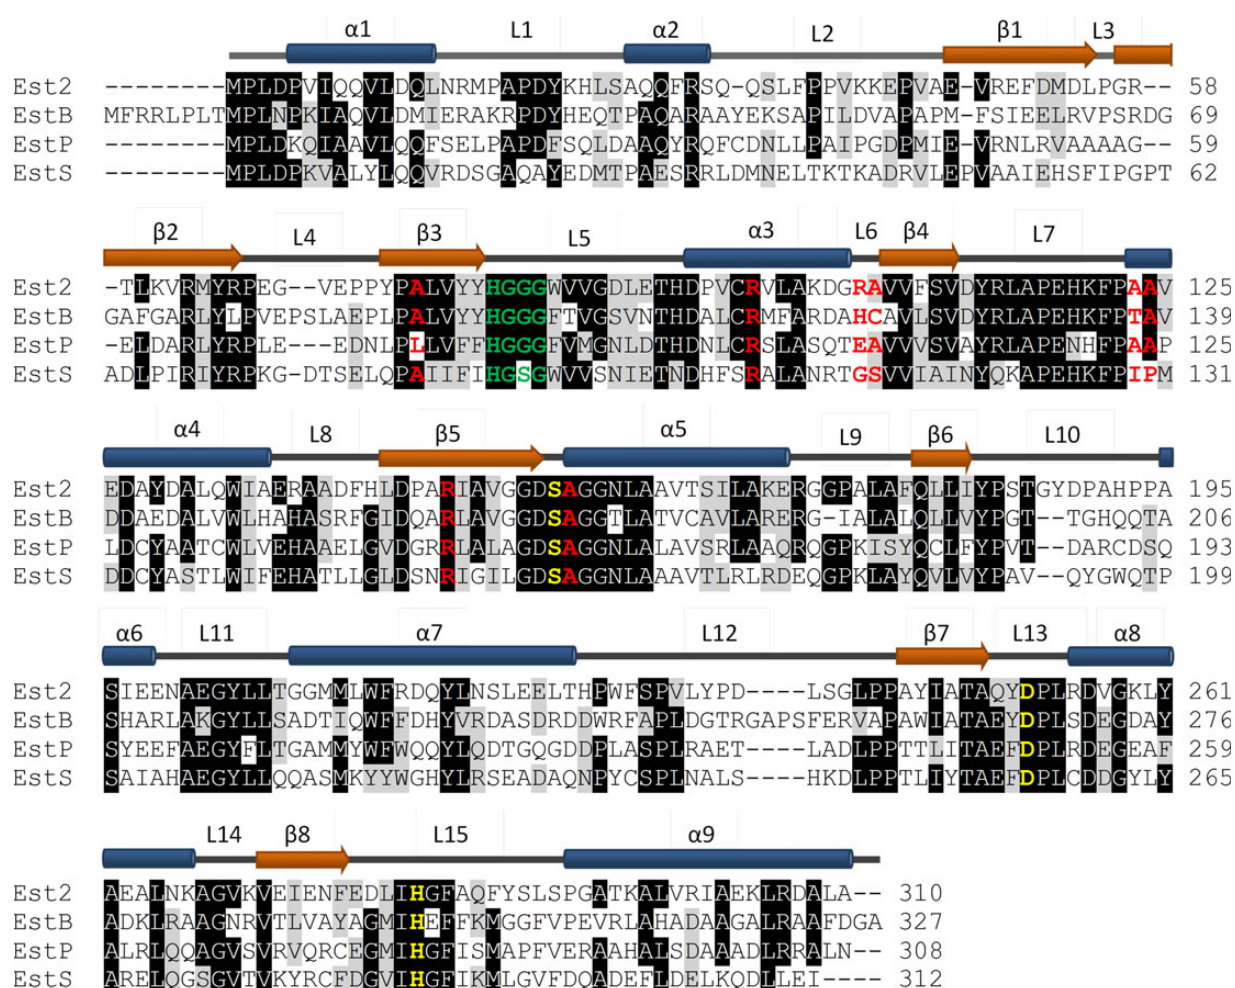 α1 L1 α2 L2 β1 L3
Est2 --------MPLDPVIQQVLDQLNRMPAPDYKHLSAQQFRSQ-QSLFPPVKKEPVAE-VREFDMDLPGR-- 58
EstB MFRRLPLTMPLNPKIAQVLDMIERAKRPDYHEQTPAQARAAYEKSAPILDVAPAPM-FSIEELRVPSRDG 69
EstP --------MPLDKQIAAVLQQFSELPAPDFSQLDAAQYRQFCDNLLPAIPGDPMIE-VRNLRVAAAAG-- 59
EstS --------MPLDPKVALYLQQVRDSGAQAYEDMTPAESRRLDMNELTKTKADRVLEPVAAIEHSFIPGPT 62
β2 L4 β3 L5 α3 L6 β4 L7
Est2 -TLKVRMYRPEG--VEPPYPALVYYHGGGWVVGDLETHDPVCRVLAKDGRAVVFSVDYRLAPEHKFPAAV 125
EstB GAFGARLYLPVEPSLAEPLPALVYYHGGGFTVGSVNTHDALCRMFARDAHCAVLSVDYRLAPEHKFPTAV 139
EstP -ELDARLYRPLE---EDNLPLLVFFHGGGFVMGNLDTHDNLCRSLASQTEAVVVSVAYRLAPENHFPAAP 125
EstS ADLPIRIYRPKG-DTSELQPAIIFIHGSGWVVSNIETNDHFSRALANRTGSVVIAINYQKAPEHKFPIPM 131
α4 L8 β5 α5 L9 β6 L10
Est2 EDAYDALQWIAERAADFHLDPARIAVGGDSAGGNLAAVTSILAKERGGPALAFQLLIYPSTGYDPAHPPA 195
EstB DDAEDALVWLHAHASRFGIDQARLAVGGDSAGGTLATVCAVLARERG-IALALQLLVYPGT--TGHQQTA 206
EstP LDCYAATCWLVEHAAELGVDGRRLALAGDSAGGNLALAVSRLAAQRQGPKISYQCLFYPVT--DARCDSQ 193
EstS DDCYASTLWIFEHATLLGLDSNRIGILGDSAGGNLAAAVTLRLRDEQGPKLAYQVLVYPAV--QYGWQTP 199
α6 L11 α7 L12 β7 L13 α8
Est2 SIEENAEGYLLTGGMMLWFRDQYLNSLEELTHPWFSPVLYPD----LSGLPPAYIATAQYDPLRDVGKLY 261
EstB SHARLAKGYLLSADTIQWFFDHYVRDASDRDDWRFAPLDGTRGAPSFERVAPAWIATAEYDPLSDEGDAY 276
EstP SYEEFAEGYFLTGAMMYWFWQQYLQDTGQGDDPLASPLRAET----LADLPPTTLITAEFDPLRDEGEAF 259
EstS SAIAHAEGYLLQQASMKYYWGHYLRSEADAQNPYCSPLNALS----HKDLPPTLIYTAEFDPLCDDGYLY 265
L14 β8 L15 α9
Est2 AEALNKAGVKVEIENFEDLIHGFAQFYSLSPGATKALVRIAEKLRDALA-- 310
EstB ADKLRAAGNRVTLVAYAGMIHEFFKMGGFVPEVRLAHADAAGALRAAFDGA 327
EstP ALRLQQAGVSVRVQRCEGMIHGFISMAPFVERAAHALSDAAADLRRALN-- 308
EstS ARELQGSGVTVKYRCFDGVIHGFIKMLGVFDQADEFLDELKQDLLEI---- 312